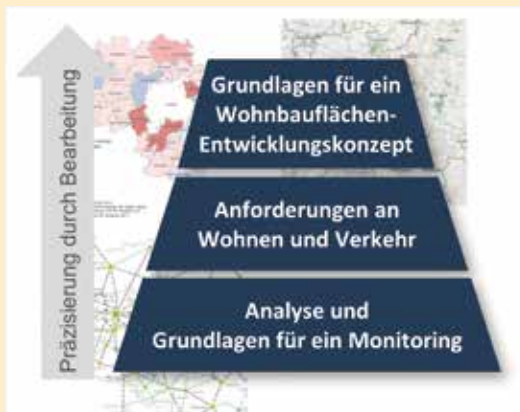 Präzisierung durch Bearbeitung
Grundlagen für ein
Wohnbauflächen-
Entwicklungskonzept
Anforderungen an
Wohnen und Verkehr
Analyse und
Grundlagen für ein Monitoring